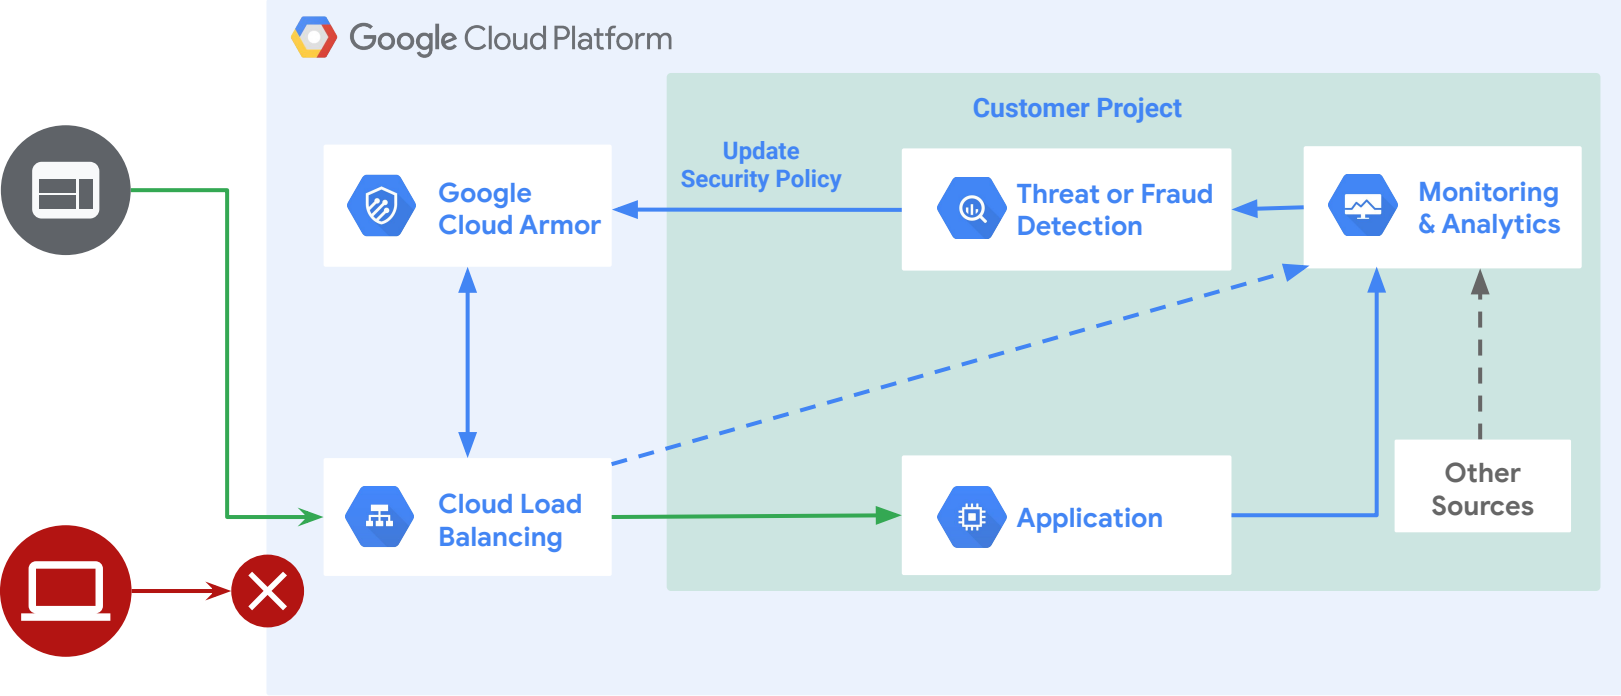 Google Cloud Platform
Customer Project
Update
Security Policy
Google
Cloud Armor
Threat or Fraud
Detection
Monitoring
& Analytics
Cloud Load
Balancing
Application
Other
Sources